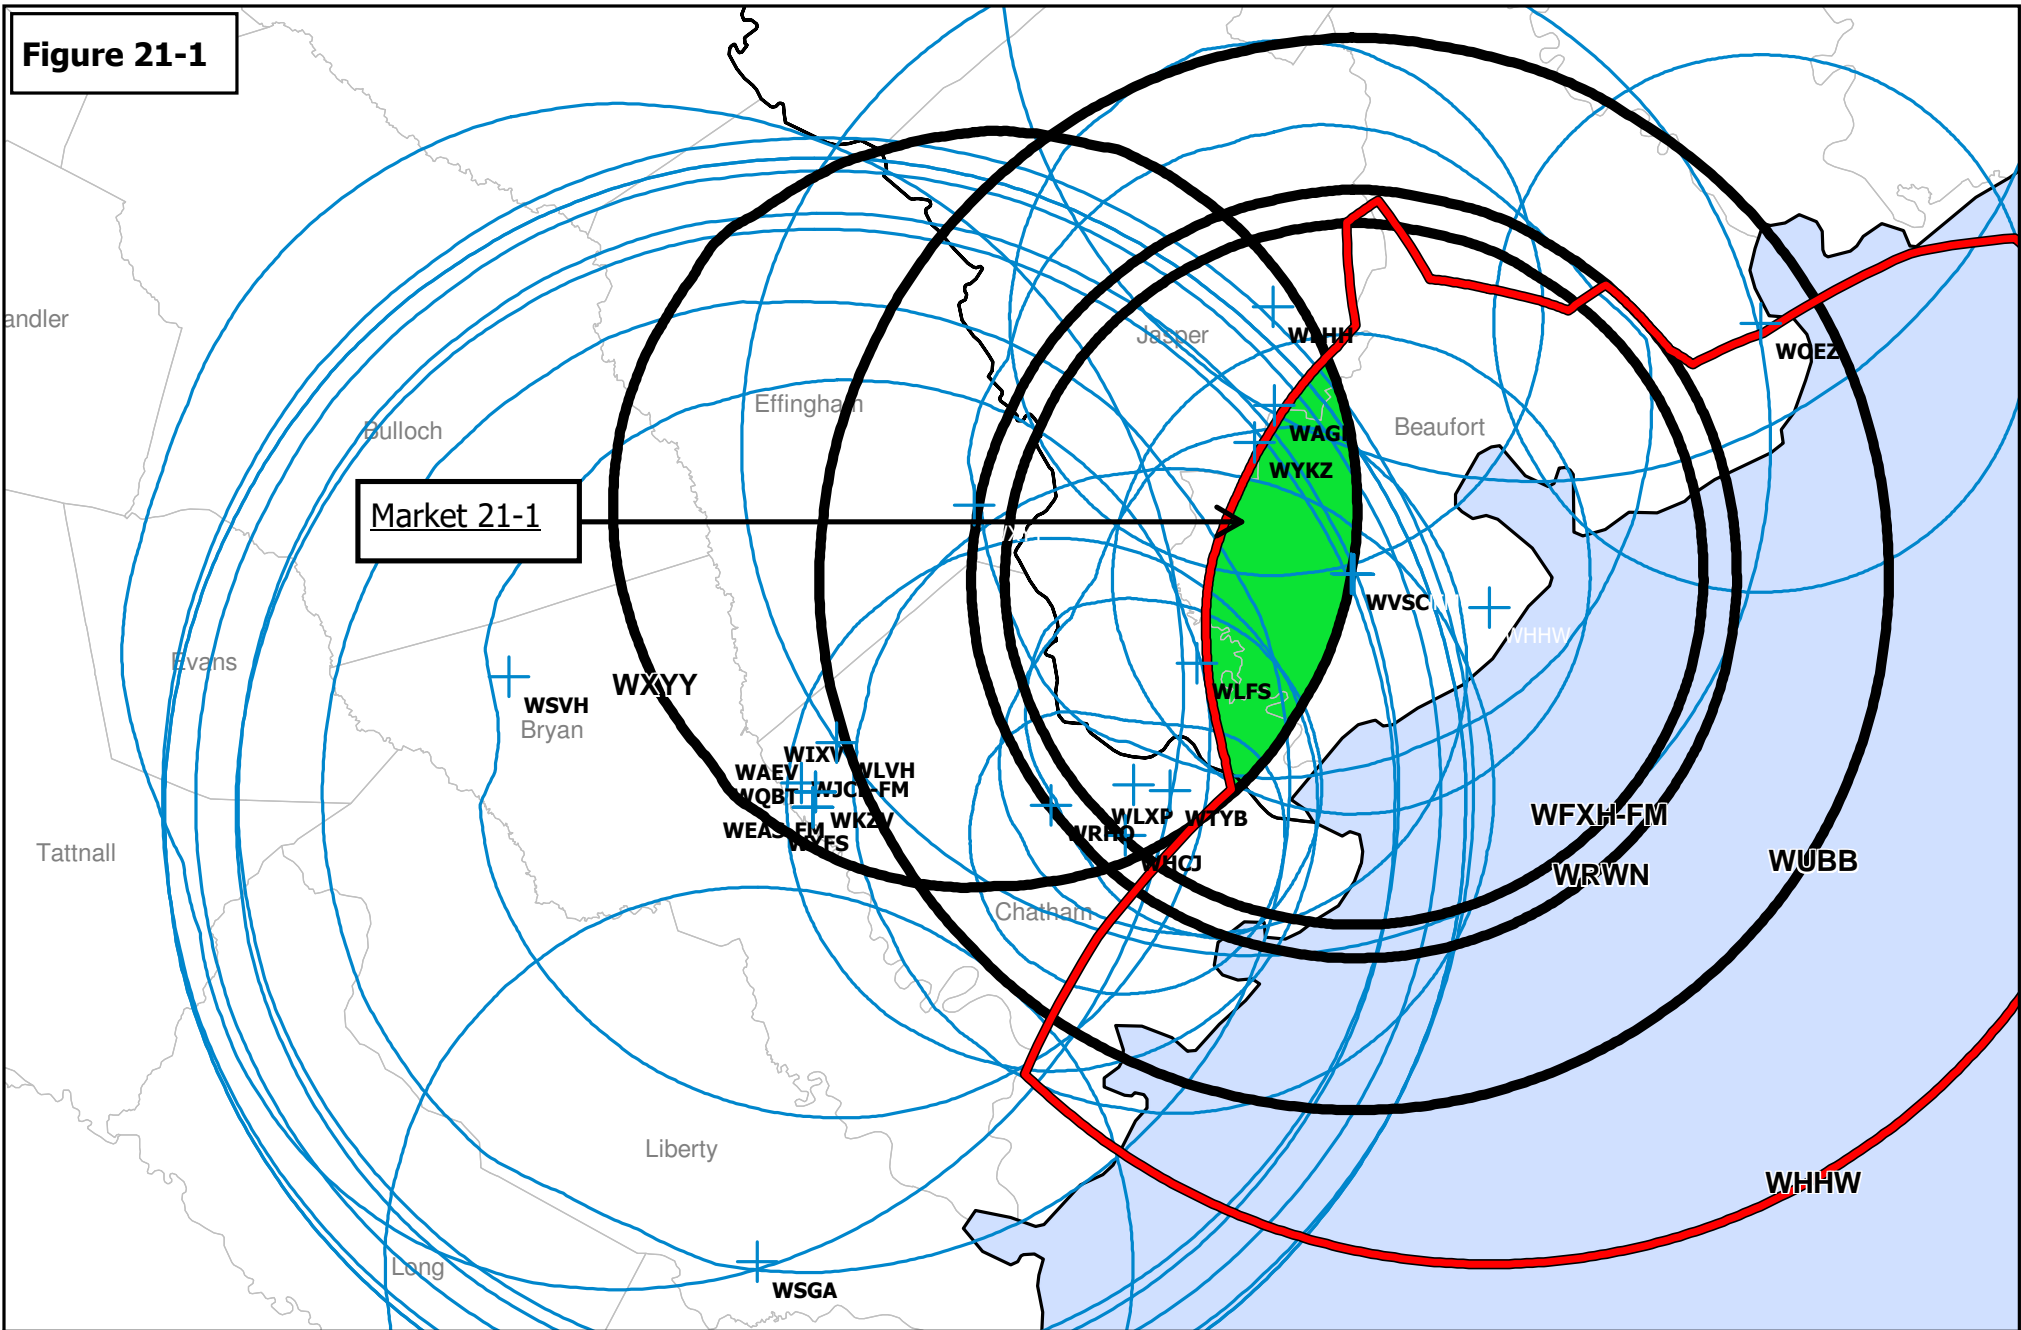 Figure 21-1
andler
Jasper
WOEZ
Effingham
Bulloch
Beaufort
WYKZ
Market 21-1
WVSC
WHHW
Evans
WXYY
WLFS
WSVH
Bryan
WIXV
WAEV
WLVH
WQBT
WJCL-FM
WLXP
WTYB
WFXH-FM
WKZV
WEAS-FM
WRHQ
WYFS
Tattnall
WHCJ
WUBB
WRWN
Chatham
Liberty
WHHW
Long
WSGA